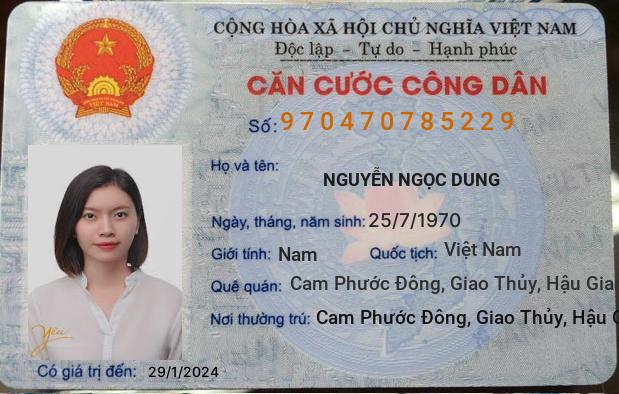 CỘNG HÒA XÃ HỘI CHỦ NGHĨA VIỆT NAM
Độc lập - Tự do - Hạnh phúc
CĂN CƯỚC CÔNG DÂN
Số: 970470785229
Họ và tên:
NGUYỄN NGỌC DUNG
Ngày, tháng, năm sinh: 25/7/1970
Giới tính: Nam Quốc tịch: Việt Nam
Quê quán: Cam Phước Đông, Giao Thủy, Hậu Gia
Nơi thường trú: Cam Phước Đông, Giao Thủy, Hậu G
Yêu
Có giá trị đến: 29/1/2024